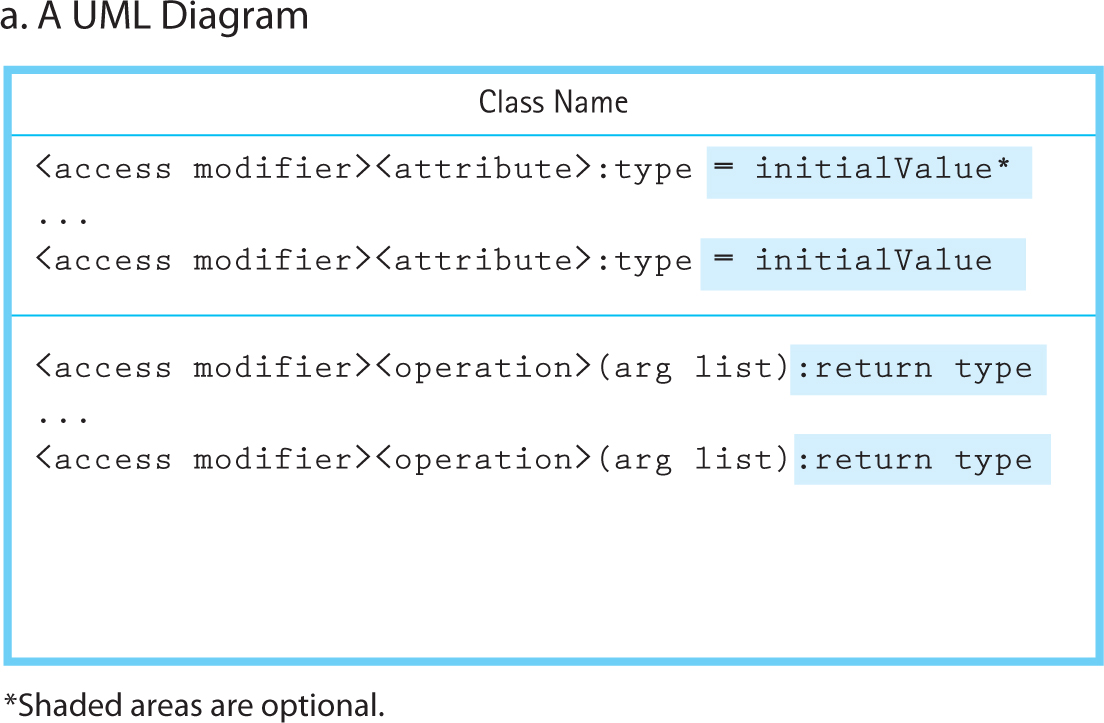 a. A UML Diagram
Class Name
<access modifier><attribute>:type = initialValue*
...
<access modifier><attribute>:type = initialValue
<access modifier><operation>(arg list):return type
...
<access modifier><operation>(arg list):return type
*Shaded areas are optional.